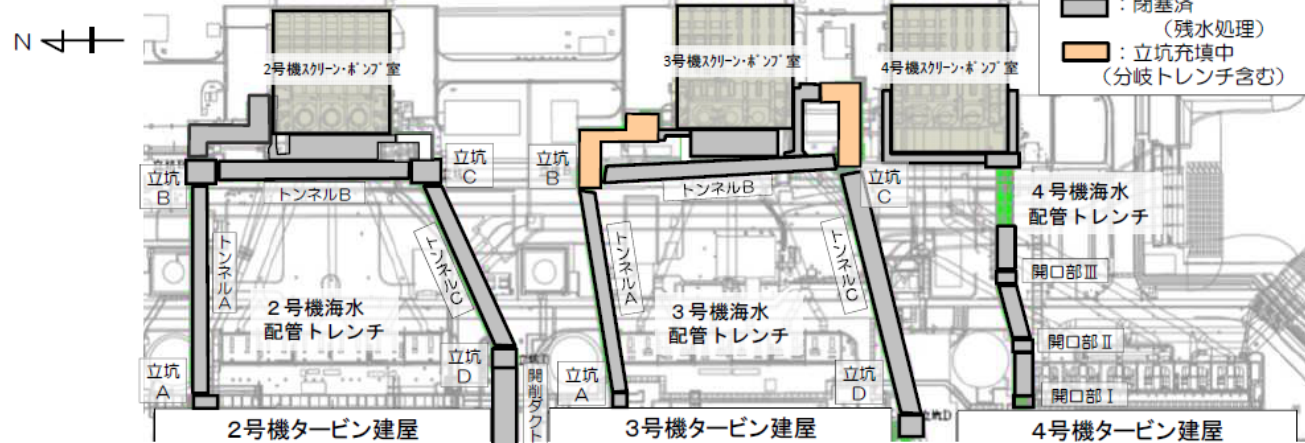 ：閉塞済
（残水処理）
：立坑充填中
（分岐トレンチ含む）
N
2号機スクリーン・ポンプ室
3号機スクリーン・ポンプ室
4号機スクリーン・ポンプ室
立坑
B
トンネルB
立坑
C
立坑
B
トンネルB
立坑
C
4号機海水
配管トレンチ
トンネルA
トンネルC
トンネルA
トンネルC
開口部Ⅲ
2号機海水
配管トレンチ
3号機海水
配管トレンチ
開口部Ⅱ
立坑
A
立坑
D
開削ダクト
立坑
A
立坑
D
開口部Ⅰ
立坑D
2号機タービン建屋
3号機タービン建屋
4号機タービン建屋